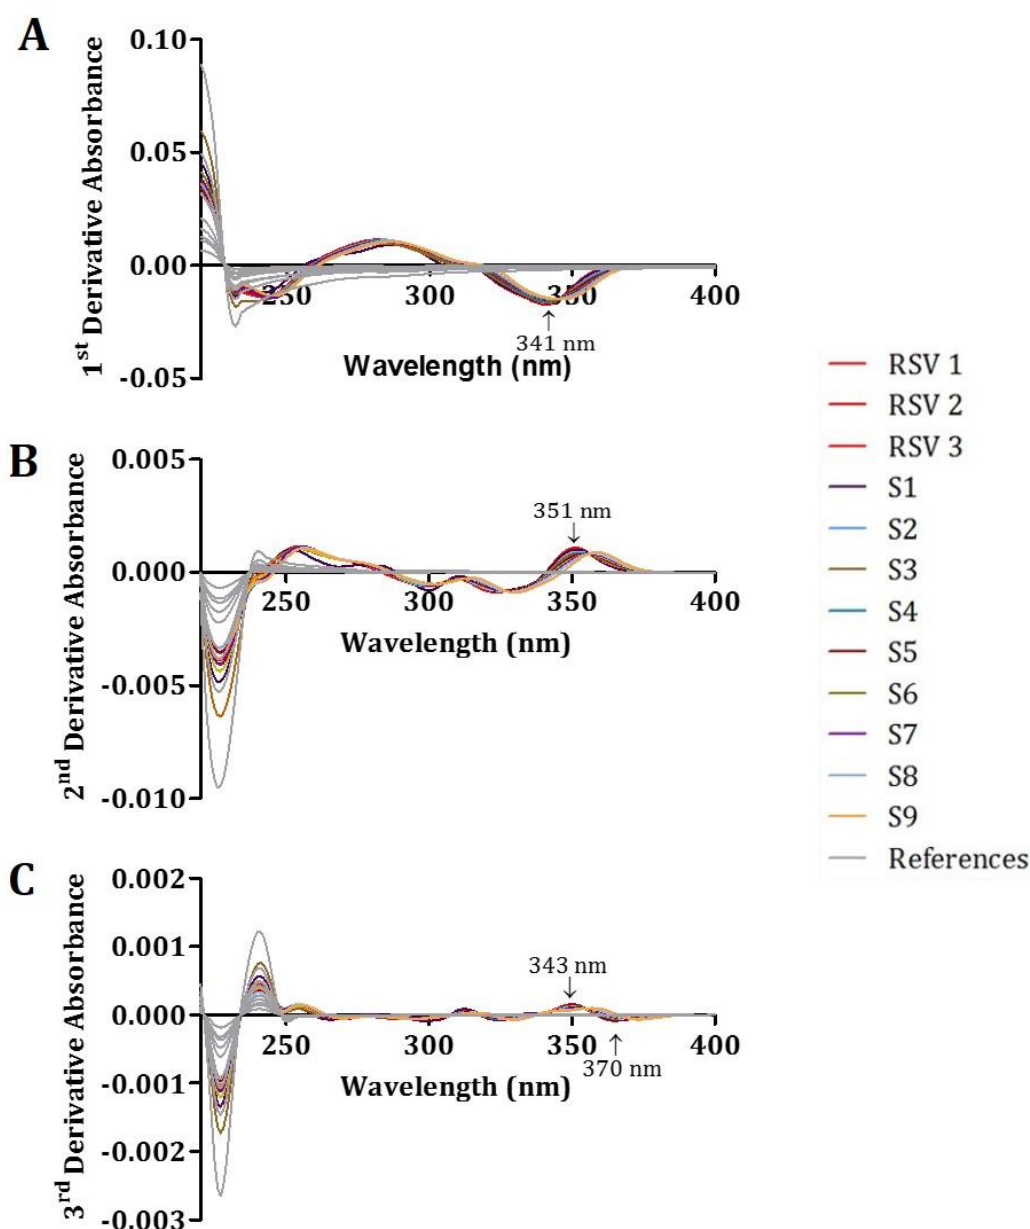 A
1st Derivative Absorbance
0.10
0.05
0.00
-0.05
250
300
350
400
341 nm
Wavelength (nm)
B
2nd Derivative Absorbance
0.005
0.000
-0.005
-0.010
351 nm
250
300
350
400
Wavelength (nm)
C
3rd Derivative Absorbance
0.002
0.001
0.000
-0.001
-0.002
-0.003
343 nm
250
300
350
400
370 nm
Wavelength (nm)
RSV 1
RSV 2
RSV 3
S1
S2
S3
S4
S5
S6
S7
S8
S9
References